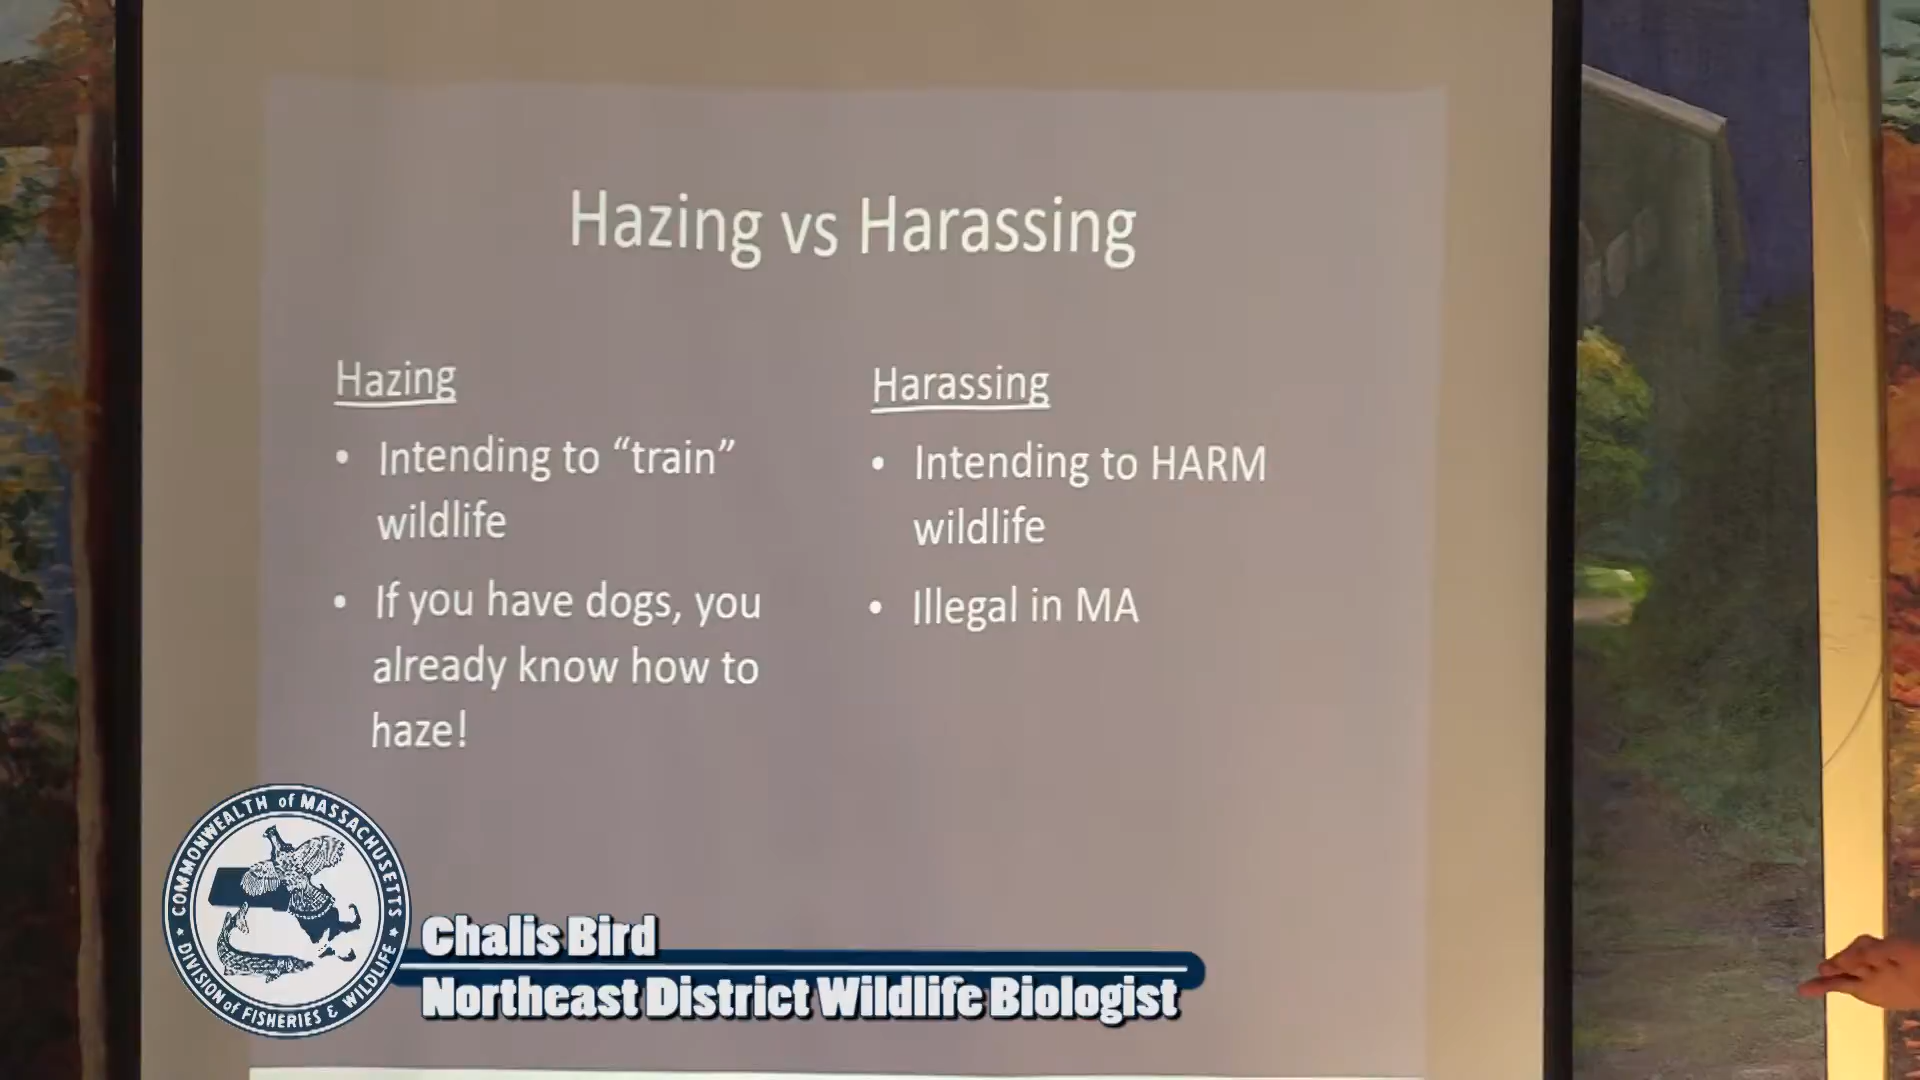 Hazing vs Harassing
Hazing
• Intending to “train”
wildlife
• If you have dogs, you
already know how to
haze!
Harassing
• Intending to HARM
wildlife
• Illegal in MA
COMMONWEALTH of MASSACHUSETTS
DIVISION of FISHERIES & WILDLIFE
Chalis Bird
Northeast District Wildlife Biologist